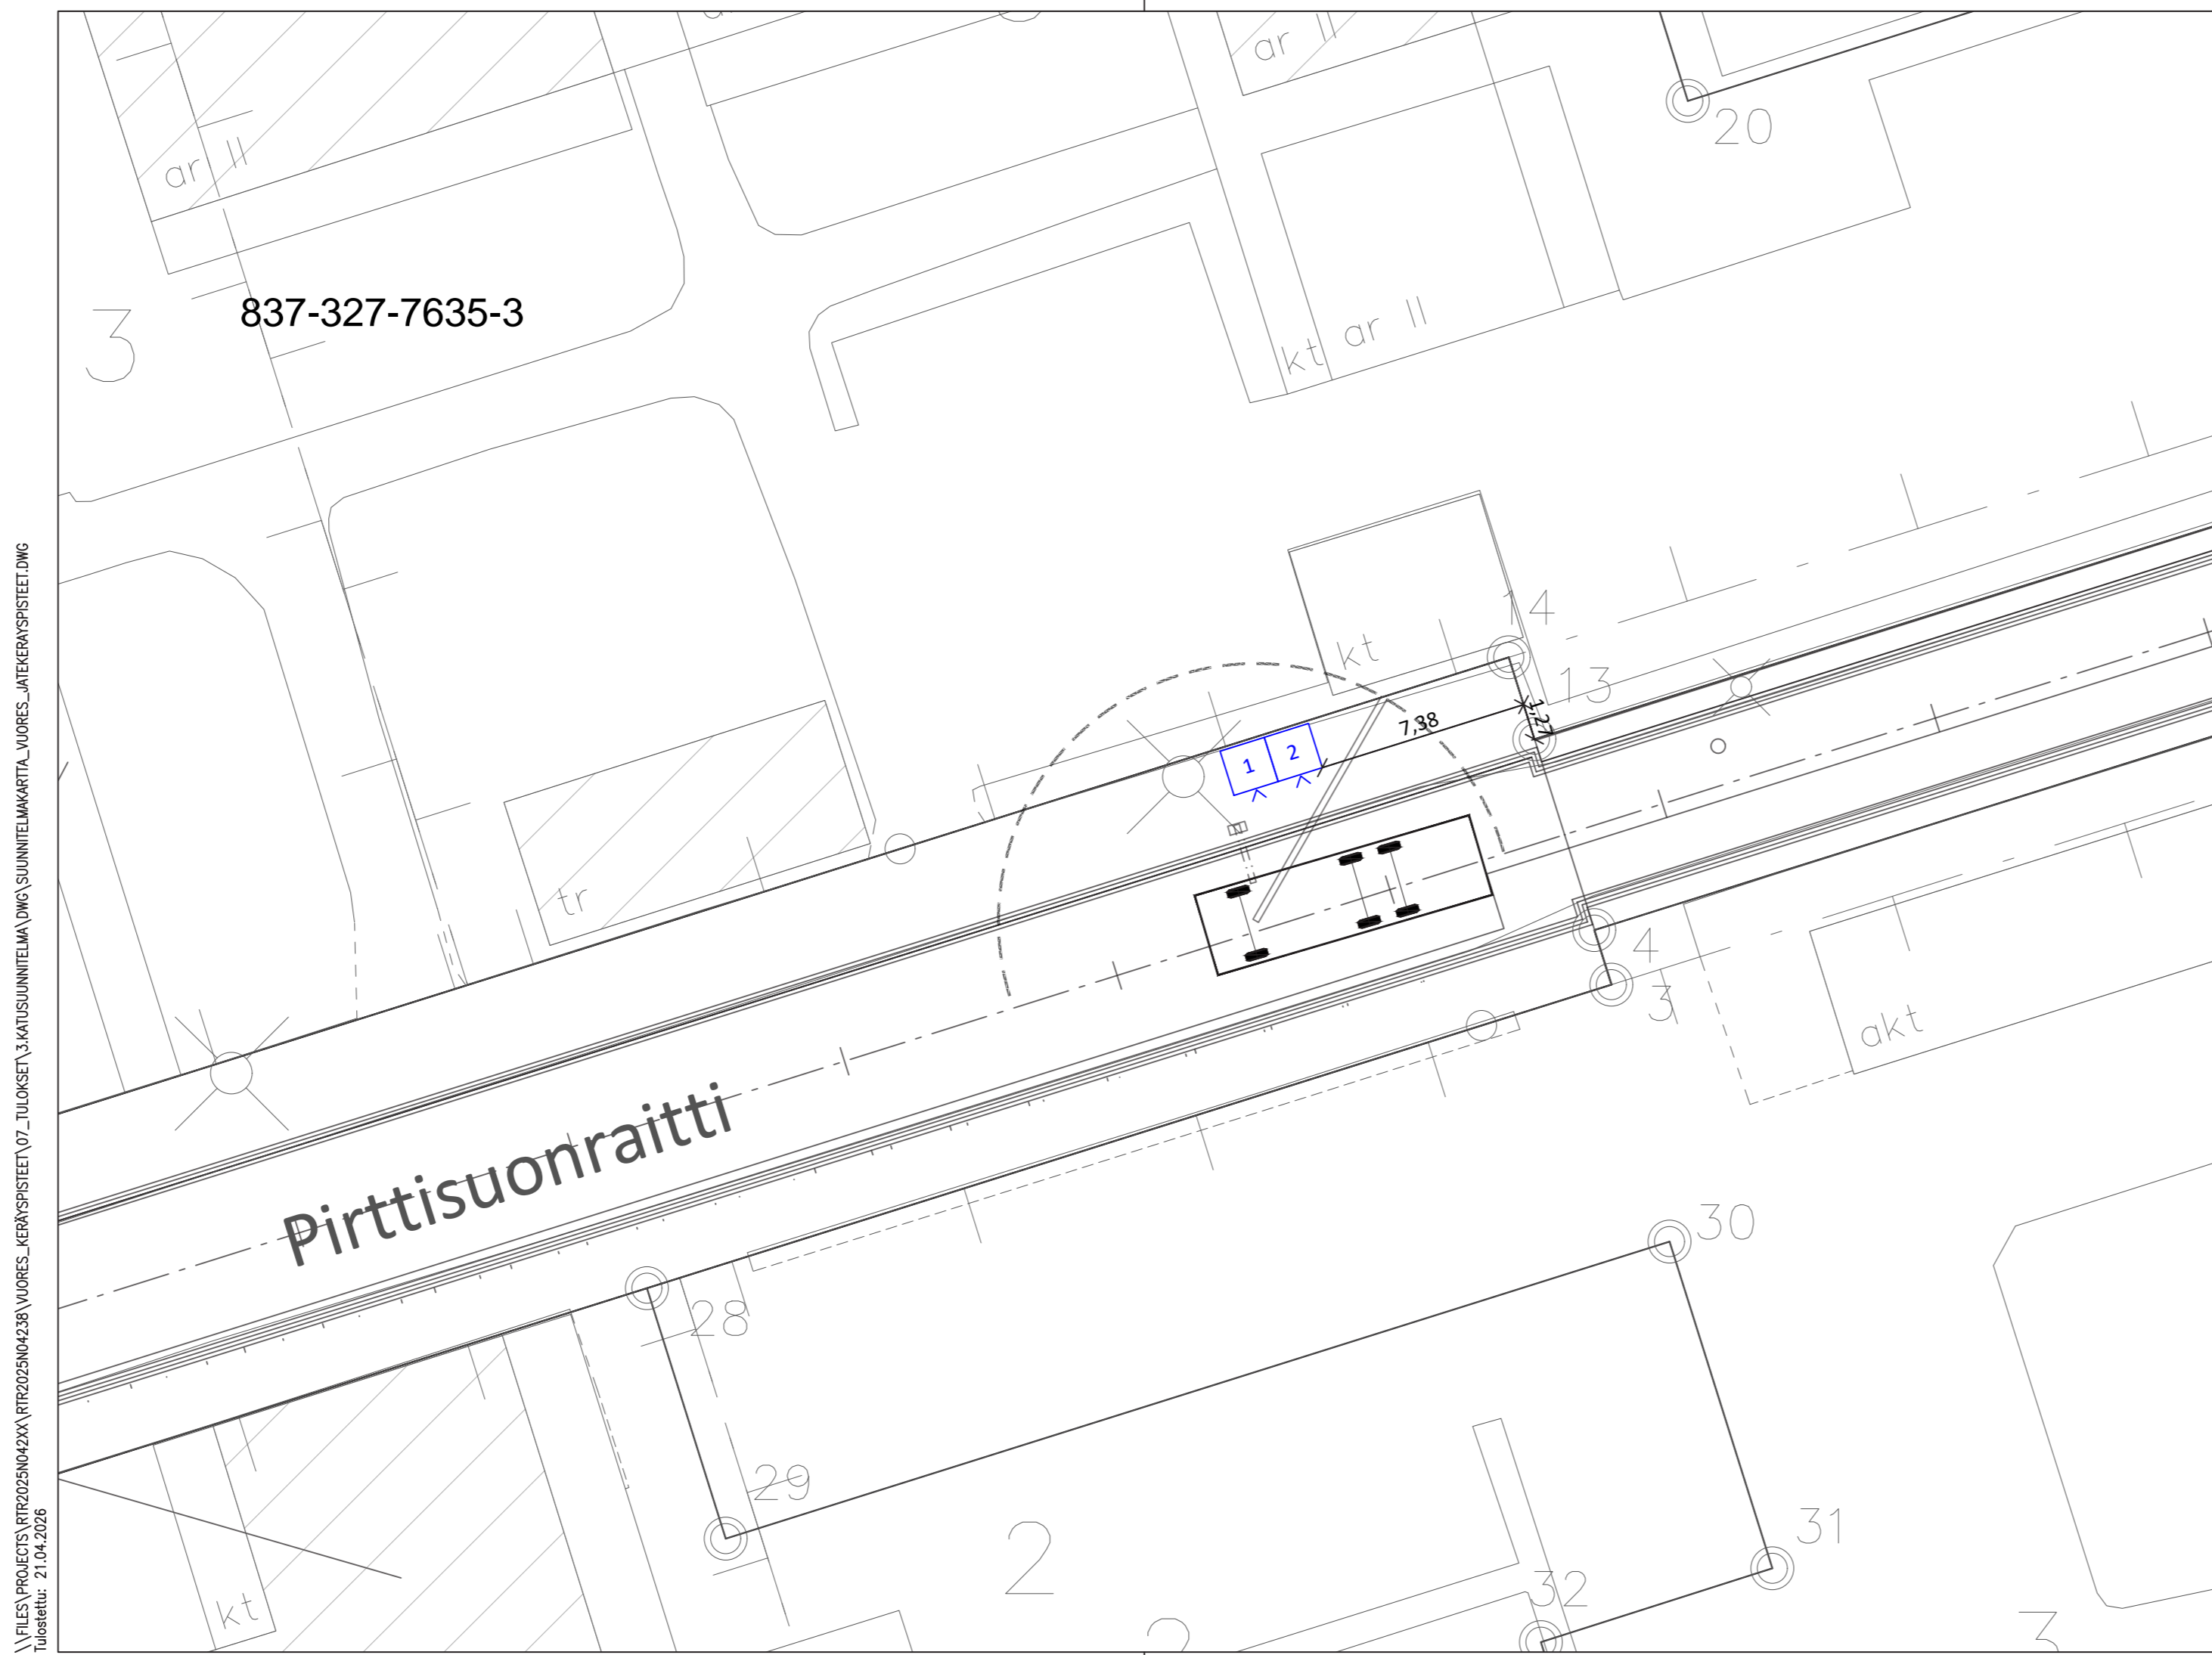 ar II
ar II
20
837-327-7635-3
3
kt
ar II
14
kt
13
7,38
1,27
1
2
tr
4
3
akt
Pirttisuonraitti
30
28
29
2
31
32
kt
\\FILES\PROJECTS\RTR2025N042XX\RTR2025N04238\VUORES_KERÄYSPISTEET\07_TULOKSET\3.KATUSUUNNITELMA\DWG\SUUNNITELMAKARTTA_VUORES_JATEKERAYSPISTEET.DWG
Tulostettu: 21.04.2026